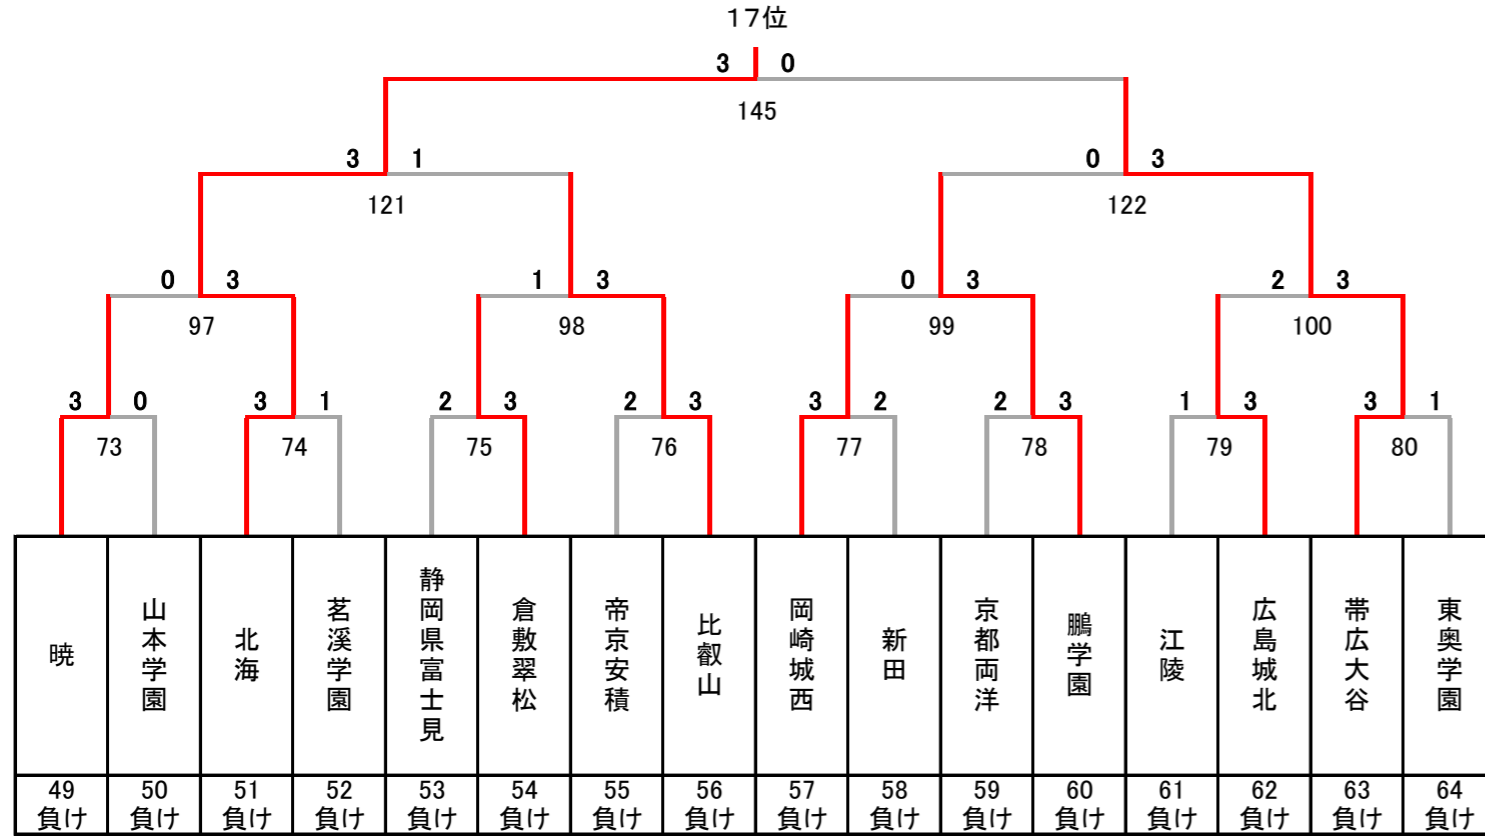 17位
3 0
145
3 1 0 3
121 122
0 3 1 3 0 3 2 3
97 98 99 100
3 0 3 1 2 3 2 3 3 2 2 3 1 3 3 1
73 74 75 76 77 78 79 80
暁
山本学園
北海
茗溪学園
静岡県富士見
倉敷翠松
帝京安積
比叡山
岡崎城西
新田
京都両洋
鵬学園
江陵
広島城北
帯広大谷
東奥学園
49 50 51 52 53 54 55 56 57 58 59 60 61 62 63 64
負け 負け 負け 負け 負け 負け 負け 負け 負け 負け 負け 負け 負け 負け 負け 負け